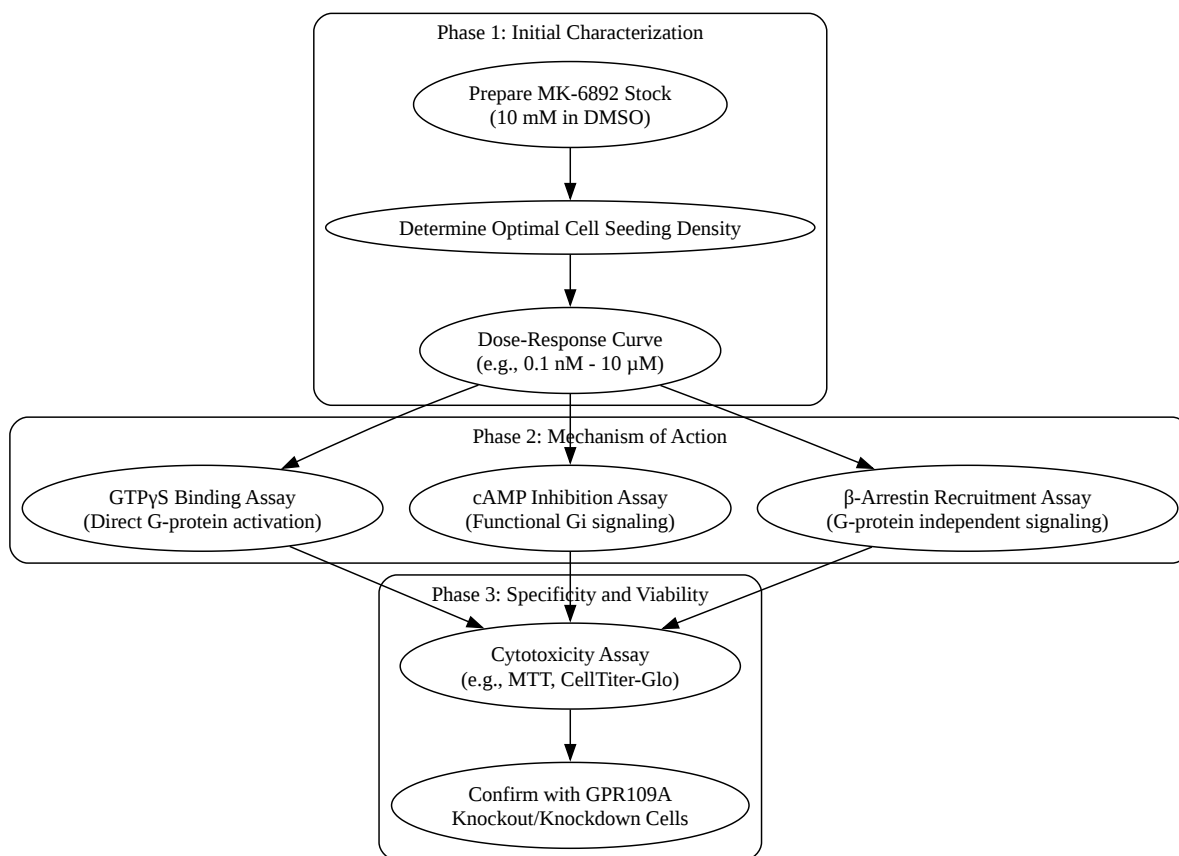 Phase 1: Initial Characterization
Prepare MK-6892 Stock
(10 mM in DMSO)
Determine Optimal Cell Seeding Density
Dose-Response Curve
(e.g., 0.1 nM - 10 µM)
Phase 2: Mechanism of Action
GTPγS Binding Assay
(Direct G-protein activation)
cAMP Inhibition Assay
(Functional Gi signaling)
β-Arrestin Recruitment Assay
(G-protein independent signaling)
Phase 3: Specificity and Viability
Cytotoxicity Assay
(e.g., MTT, CellTiter-Glo)
Confirm with GPR109A
Knockout/Knockdown Cells